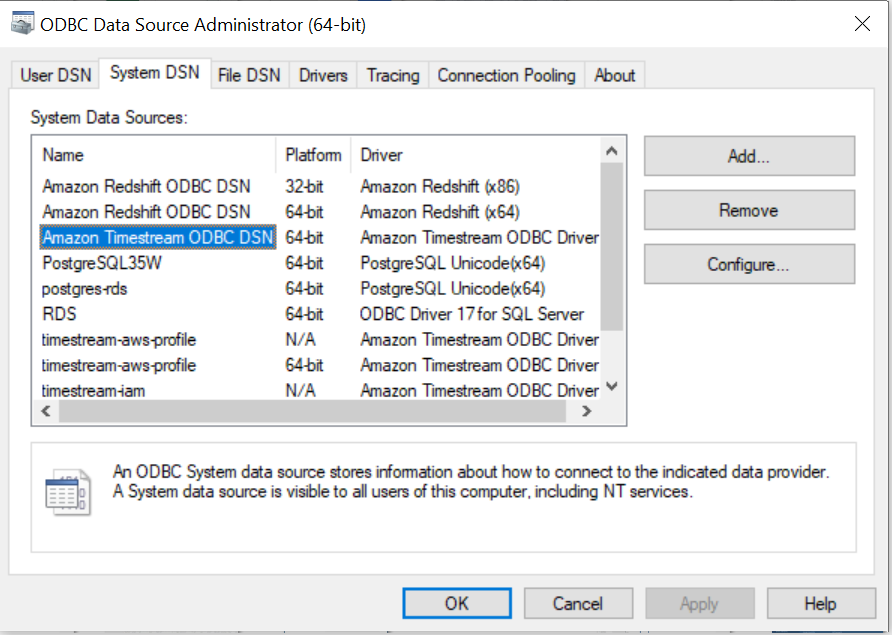 ODBC Data Source Administrator (64-bit)
User DSN System DSN File DSN Drivers Tracing Connection Pooling About
System Data Sources:
Name Platform Driver
Amazon Redshift ODBC DSN 32-bit Amazon Redshift (x86)
Amazon Redshift ODBC DSN 64-bit Amazon Redshift (x64)
Amazon Timestream ODBC DSN 64-bit Amazon Timestream ODBC Driver
PostgreSQL35W 64-bit PostgreSQL Unicode(x64)
postgres-rds 64-bit PostgreSQL Unicode(x64)
RDS 64-bit ODBC Driver 17 for SQL Server
timestream-aws-profile N/A Amazon Timestream ODBC Driver
timestream-aws-profile 64-bit Amazon Timestream ODBC Driver
timestream-iam N/A Amazon Timestream ODBC Driver
Add...
Remove
Configure...
An ODBC System data source stores information about how to connect to the indicated data provider.
A System data source is visible to all users of this computer, including NT services.
OK Cancel Apply Help